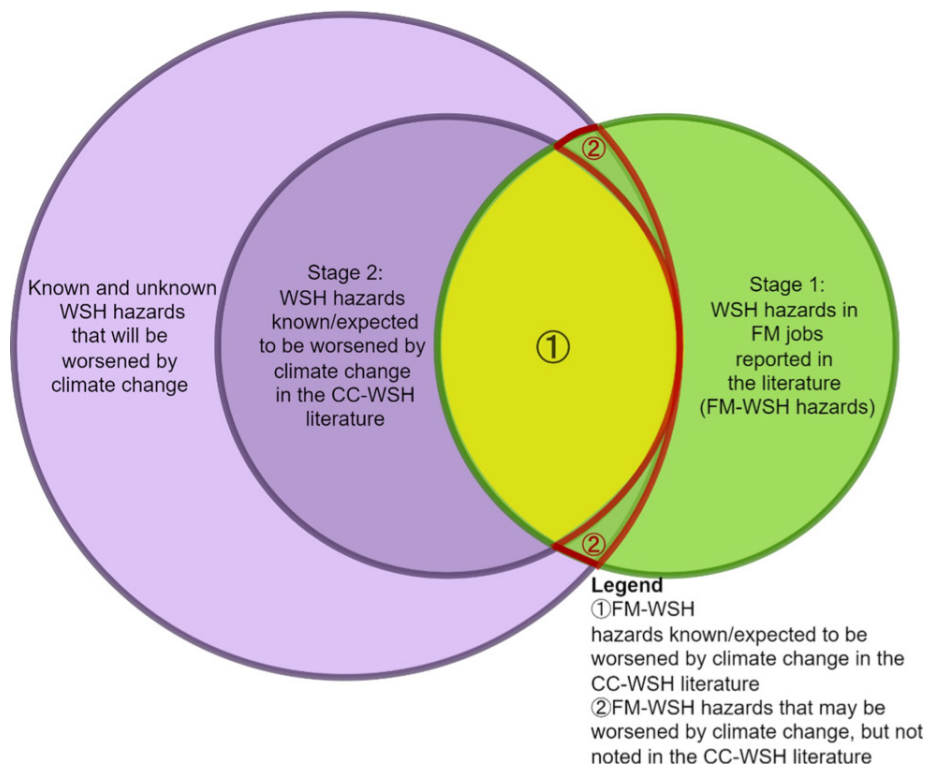 Known and unknown
WSH hazards
that will be
worsened by
climate change
Stage 2:
WSH hazards
known/expected
to be worsened by
climate change
in the CC-WSH
literature
①
②
②
Stage 1:
WSH hazards in
FM jobs
reported in
the literature
(FM-WSH hazards)
Legend
①FM-WSH
hazards known/expected to be
worsened by climate change in the
CC-WSH literature
②FM-WSH hazards that may be
worsened by climate change, but not
noted in the CC-WSH literature